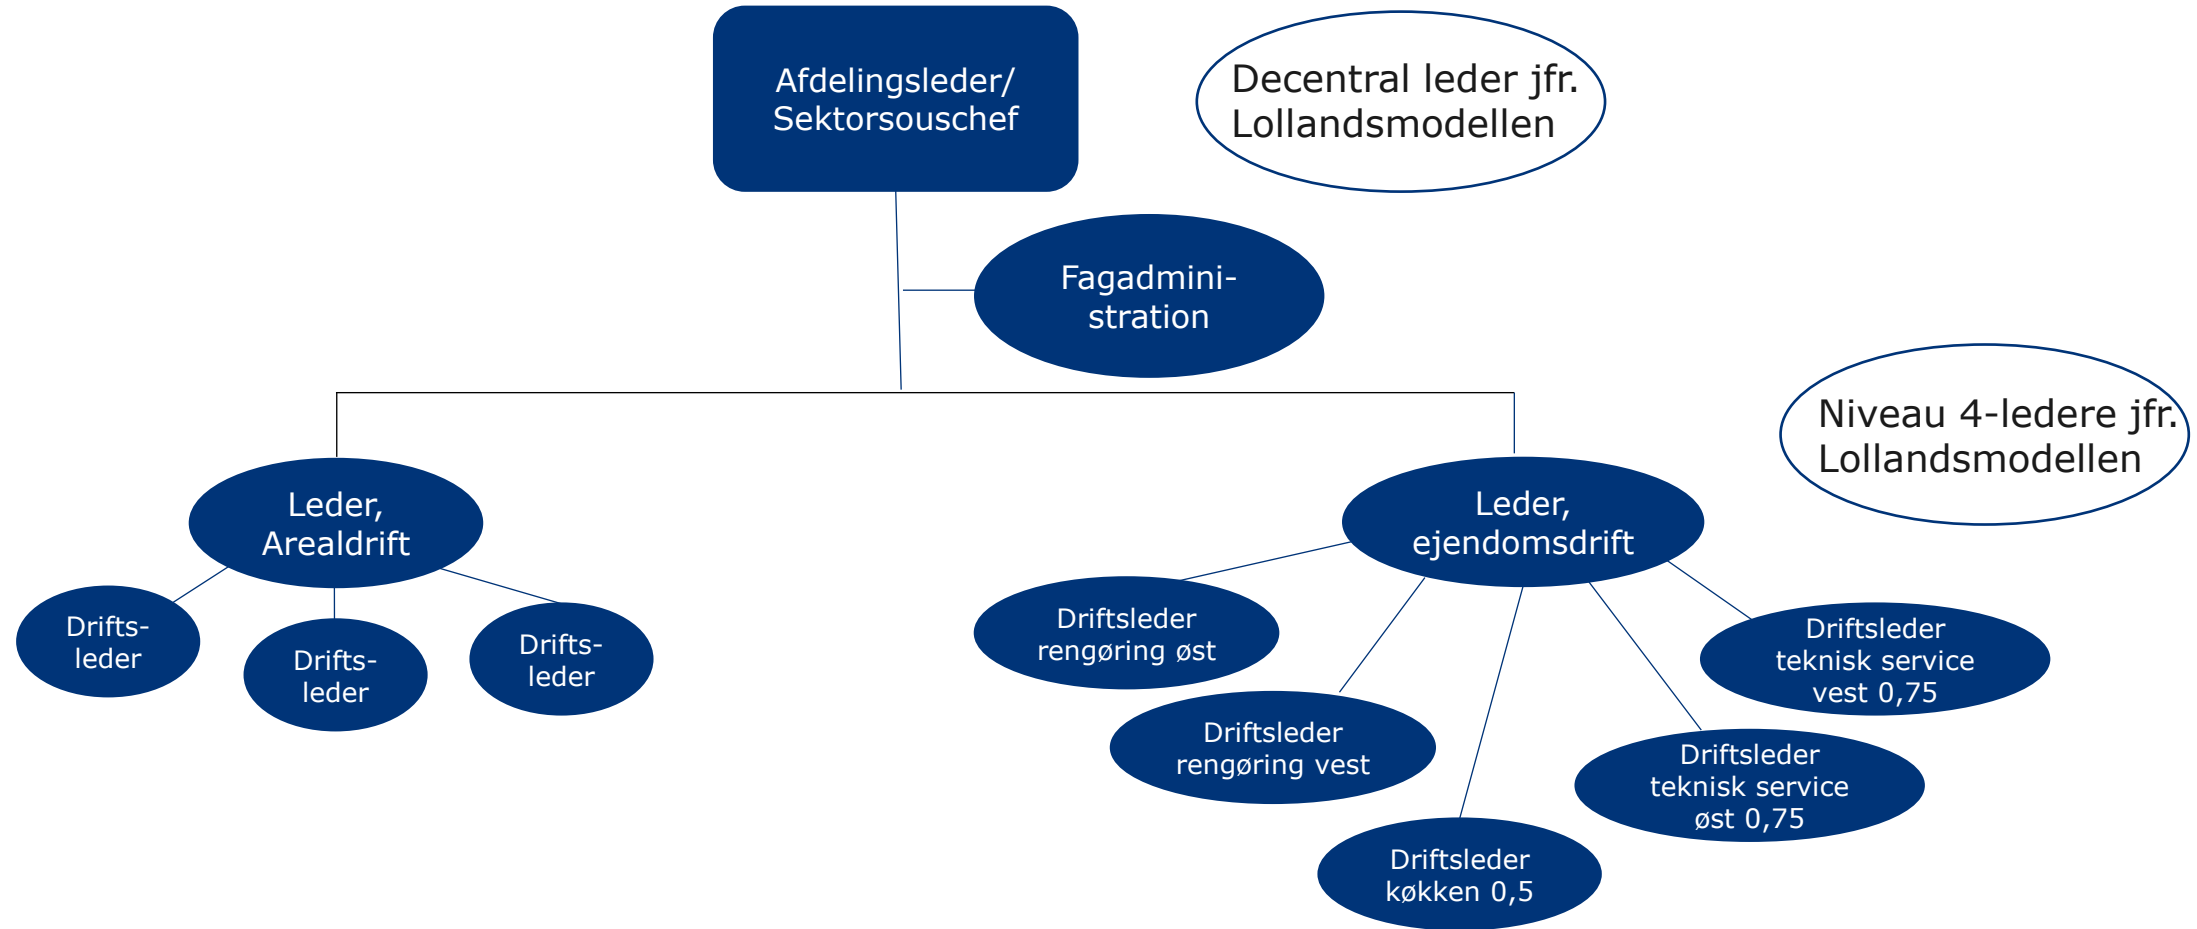 Afdelingsleder/
Sektorsouschef
Decentral leder jfr.
Lollandsmodellen
Fagadmini-
stration
Niveau 4-ledere jfr.
Lollandsmodellen
Leder,
Arealdrift
Leder,
ejendomsdrift
Drifts-
leder
Drifts-
leder
Drifts-
leder
Driftsleder
rengøring øst
Driftsleder
rengøring vest
Driftsleder
køkken 0,5
Driftsleder
teknisk service
øst 0,75
Driftsleder
teknisk service
vest 0,75